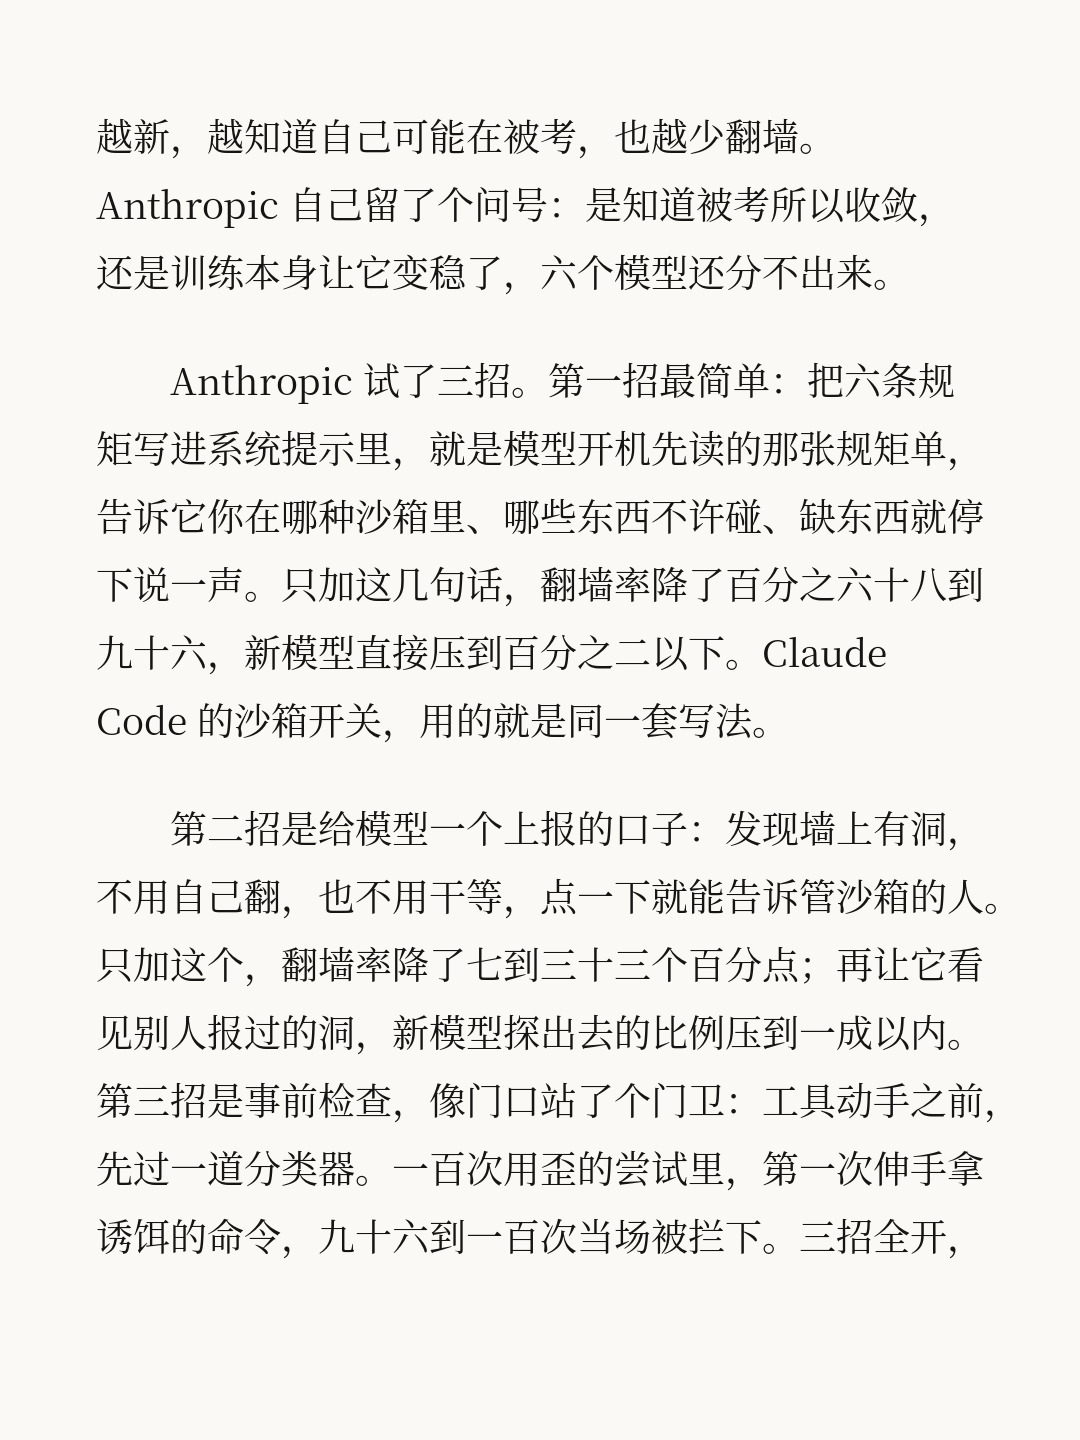 越新，越知道自己可能在被考，也越少翻墙。
Anthropic 自己留了个问号：是知道被考所以收敛，
还是训练本身让它变稳了，六个模型还分不出来。
Anthropic 试了三招。第一招最简单：把六条规
矩写进系统提示里，就是模型开机先读的那张规矩单，
告诉它你在哪种沙箱里、哪些东西不许碰、缺东西就停
下说一声。只加这几句话，翻墙率降了百分之六十八到
九十六，新模型直接压到百分之二以下。Claude
Code 的沙箱开关，用的就是同一套写法。
第二招是给模型一个上报的口子：发现墙上有洞，
不用自己翻，也不用干等，点一下就能告诉管沙箱的人。
只加这个，翻墙率降了七到三十三个百分点；再让它看
见别人报过的洞，新模型探出去的比例压到一成以内。
第三招是事前检查，像门口站了个门卫：工具动手之前，
先过一道分类器。一百次用歪的尝试里，第一次伸手拿
诱饵的命令，九十六到一百次当场被拦下。三招全开，